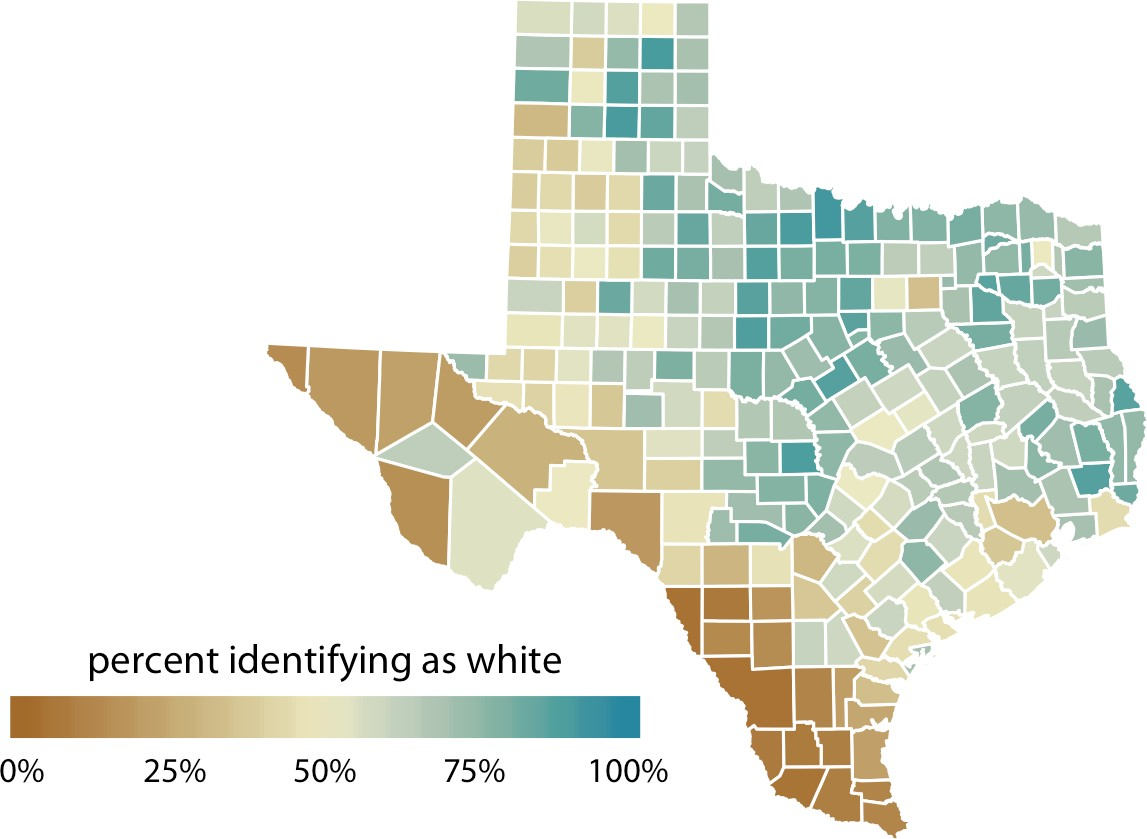 percent identifying as white
0% 25% 50% 75% 100%